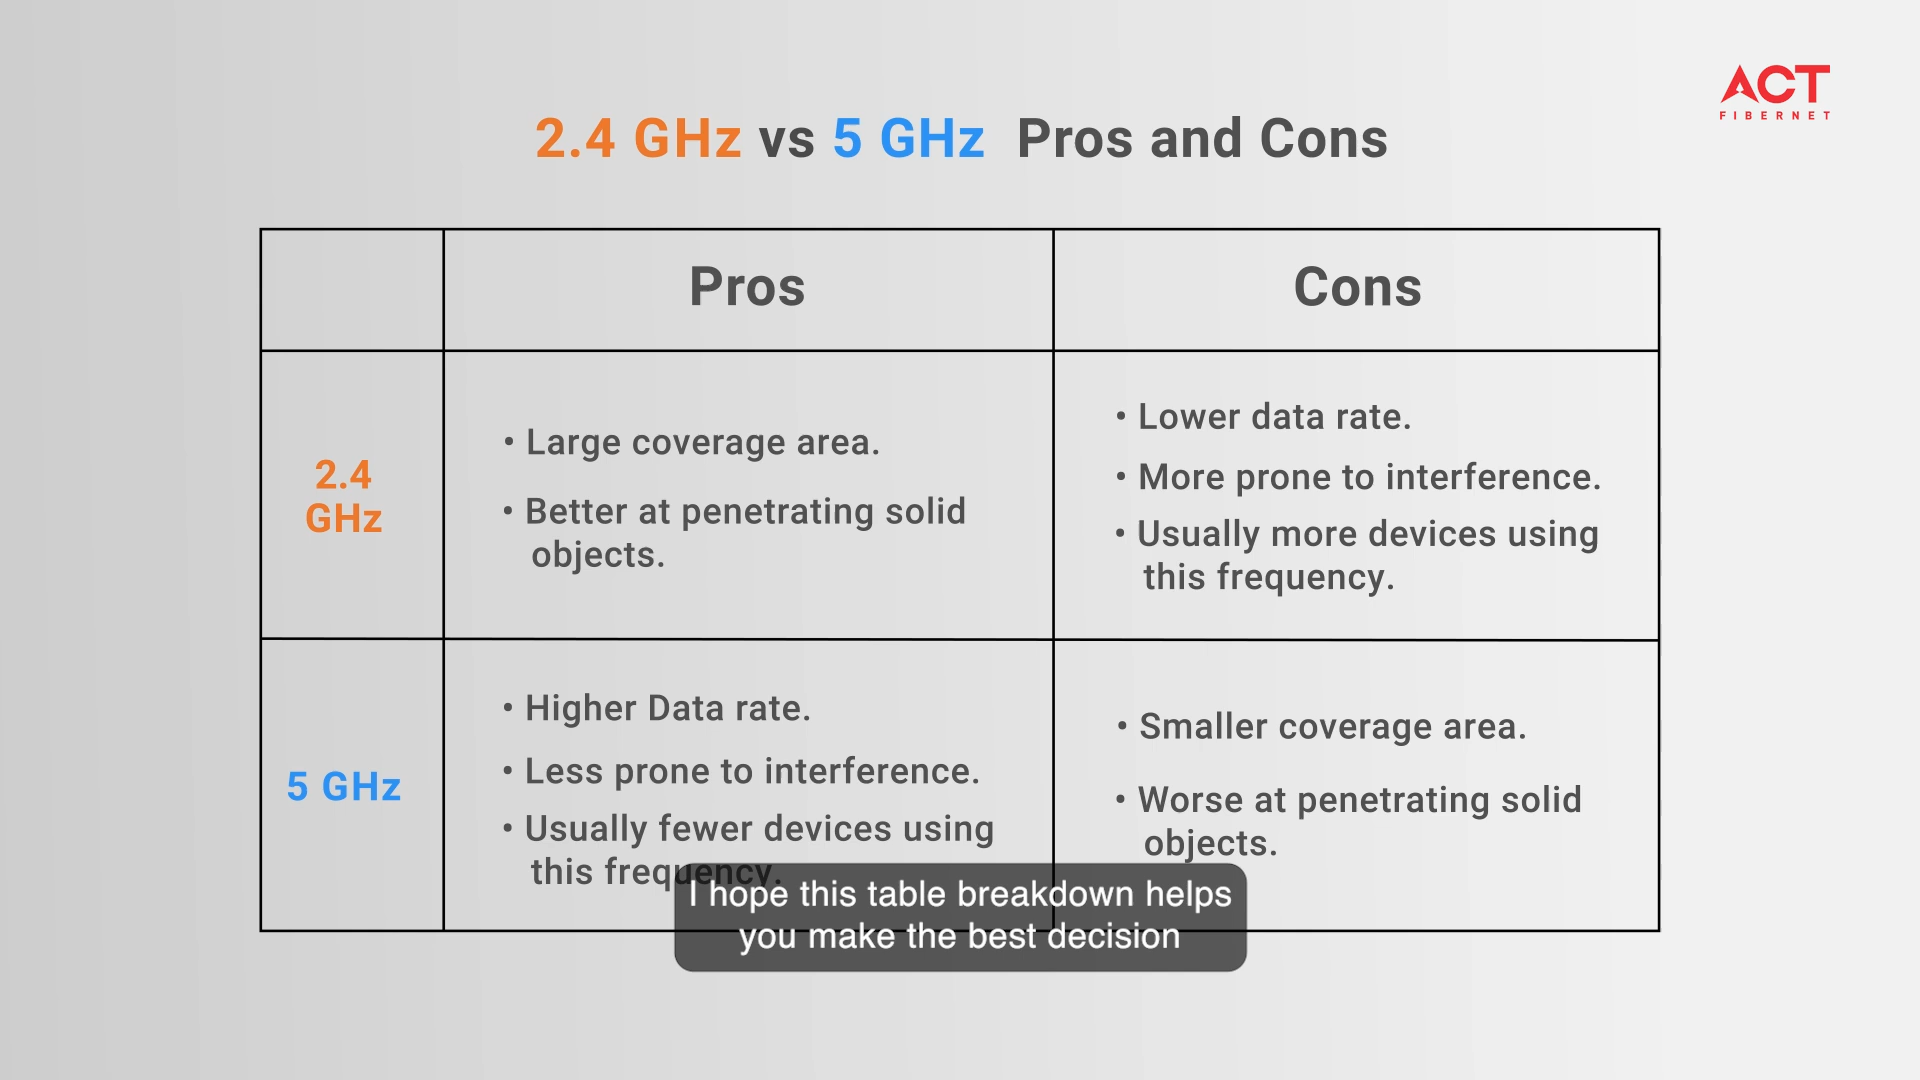 ACT
FIBERNET
2.4 GHz vs 5 GHz Pros and Cons
Pros
Cons
2.4
GHz
• Large coverage area.
• Better at penetrating solid
objects.
• Lower data rate.
• More prone to interference.
• Usually more devices using
this frequency.
5 GHz
• Higher Data rate.
• Less prone to interference.
• Usually fewer devices using
this frequency.
• Smaller coverage area.
• Worse at penetrating solid
objects.
I hope this table breakdown helps
you make the best decision